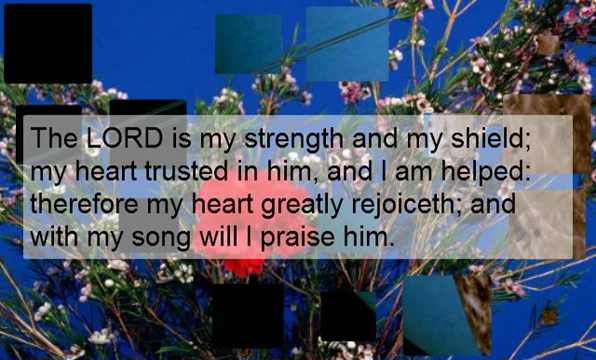 The LORD is my strength and my shield;
my heart trusted in him, and I am helped:
therefore my heart greatly rejoiceth; and
with my song will I praise him.